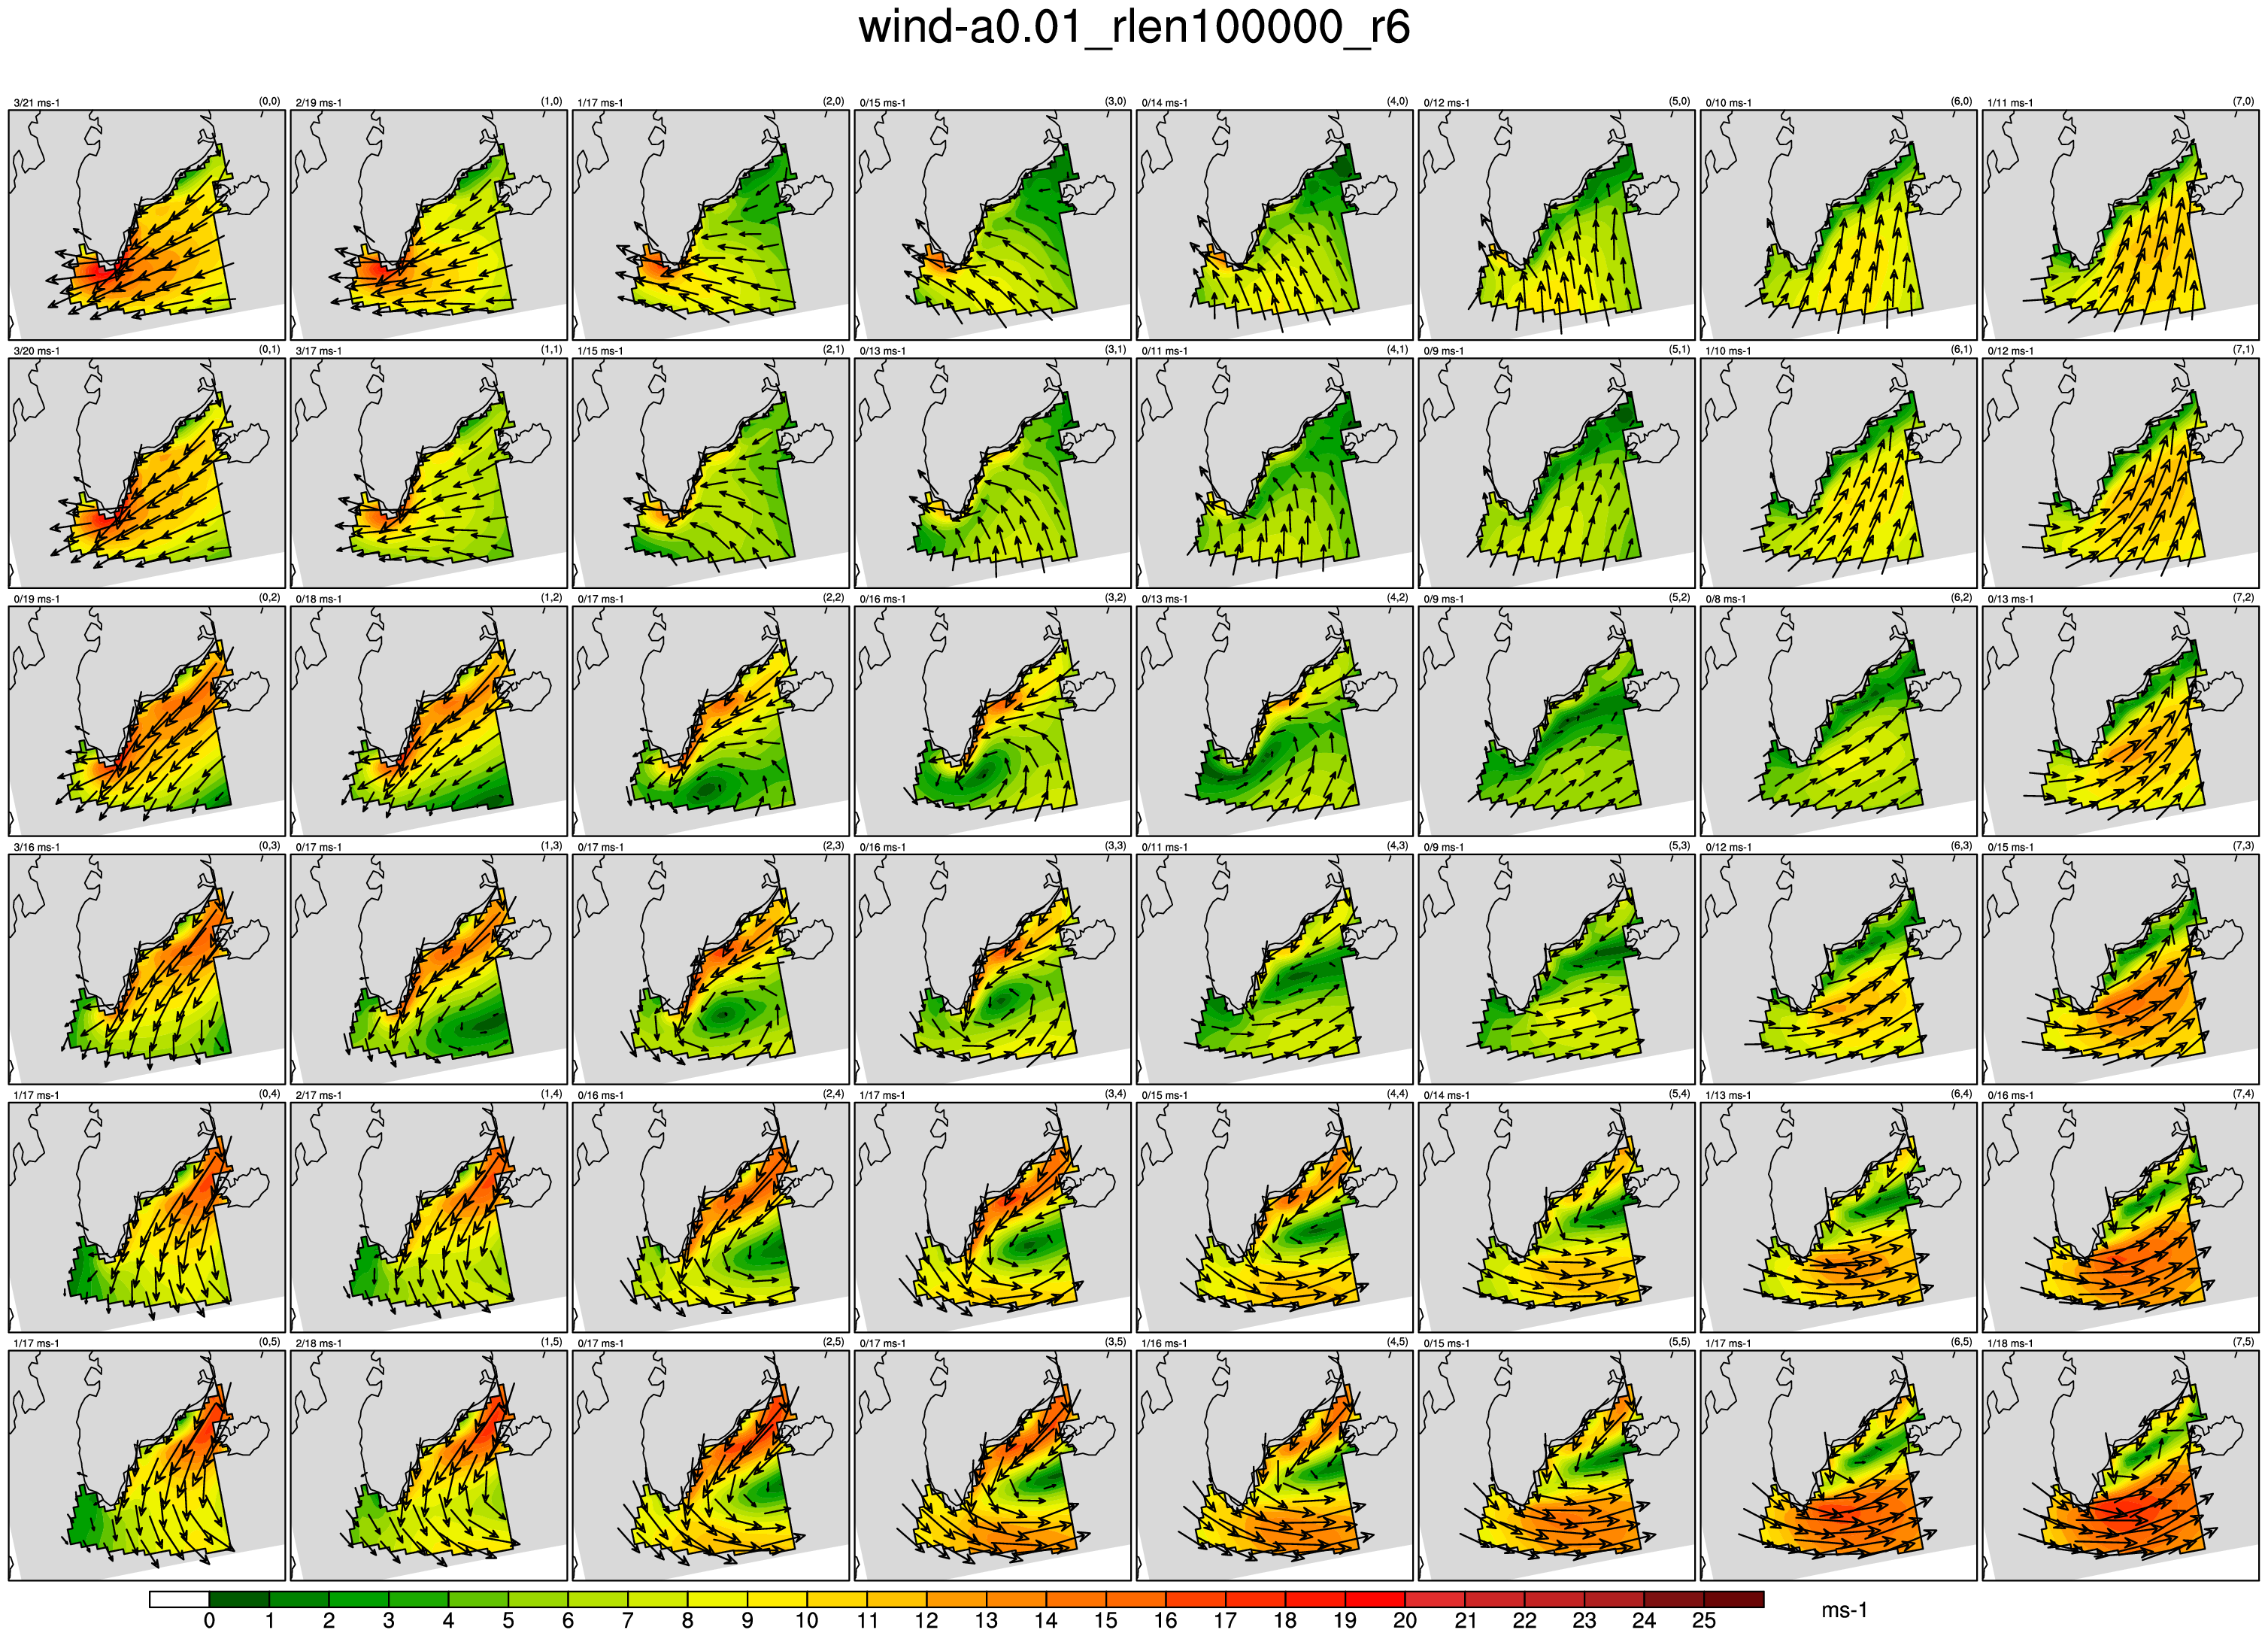 wind-a0.01_rlen100000_r6
3/21 ms-1 (0,0) 2/19 ms-1 (1,0) 1/17 ms-1 (2,0) 0/15 ms-1 (3,0) 0/14 ms-1 (4,0) 0/12 ms-1 (5,0) 0/10 ms-1 (6,0) 1/11 ms-1 (7,0)
3/20 ms-1 (0,1) 3/17 ms-1 (1,1) 1/15 ms-1 (2,1) 0/13 ms-1 (3,1) 0/11 ms-1 (4,1) 0/9 ms-1 (5,1) 1/10 ms-1 (6,1) 0/12 ms-1 (7,1)
0/19 ms-1 (0,2) 0/18 ms-1 (1,2) 0/17 ms-1 (2,2) 0/16 ms-1 (3,2) 0/13 ms-1 (4,2) 0/9 ms-1 (5,2) 0/8 ms-1 (6,2) 0/13 ms-1 (7,2)
3/16 ms-1 (0,3) 0/17 ms-1 (1,3) 0/17 ms-1 (2,3) 0/16 ms-1 (3,3) 0/11 ms-1 (4,3) 0/9 ms-1 (5,3) 0/12 ms-1 (6,3) 0/15 ms-1 (7,3)
1/17 ms-1 (0,4) 2/17 ms-1 (1,4) 0/16 ms-1 (2,4) 1/17 ms-1 (3,4) 0/15 ms-1 (4,4) 0/14 ms-1 (5,4) 1/13 ms-1 (6,4) 0/16 ms-1 (7,4)
1/17 ms-1 (0,5) 2/18 ms-1 (1,5) 0/17 ms-1 (2,5) 0/17 ms-1 (3,5) 1/16 ms-1 (4,5) 0/15 ms-1 (5,5) 1/17 ms-1 (6,5) 1/18 ms-1 (7,5)
0 1 2 3 4 5 6 7 8 9 10 11 12 13 14 15 16 17 18 19 20 21 22 23 24 25 ms-1